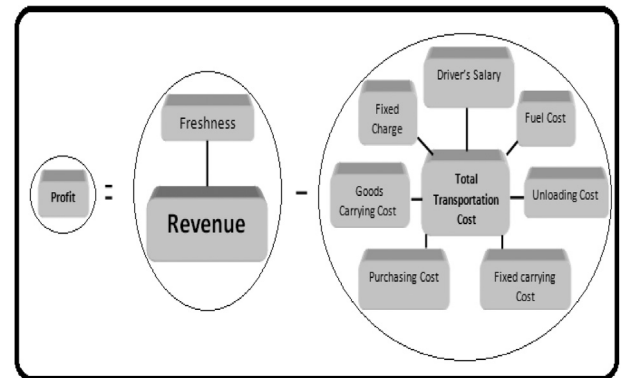 Profit
=
Freshness
Revenue
-
Driver's Salary
Fixed
Charge
Fuel Cost
Goods
Carrying Cost
Total
Transportation
Cost
Unloading Cost
Purchasing Cost
Fixed carrying
Cost